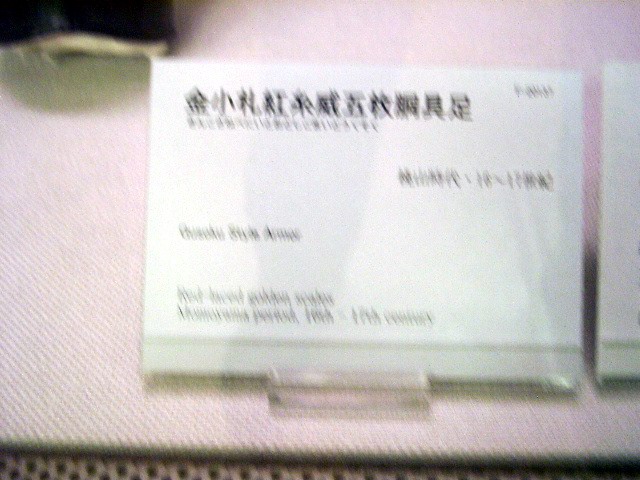 金小札紅糸威五枚胴具足
桃山時代・16〜17世紀
Gusoku Style Armor
Red-laced golden scales
Momoyama period, 16th - 17th century